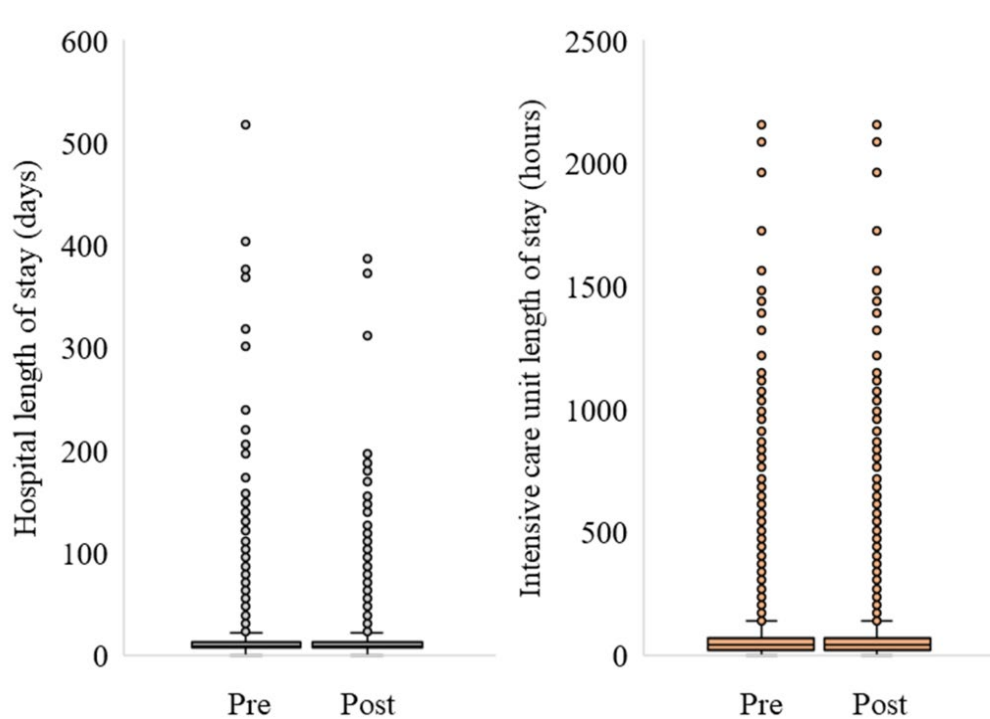 Hospital length of stay (days)
600
500
400
300
200
100
0
Pre
Post
Intensive care unit length of stay (hours)
2500
2000
1500
1000
500
0
Pre
Post